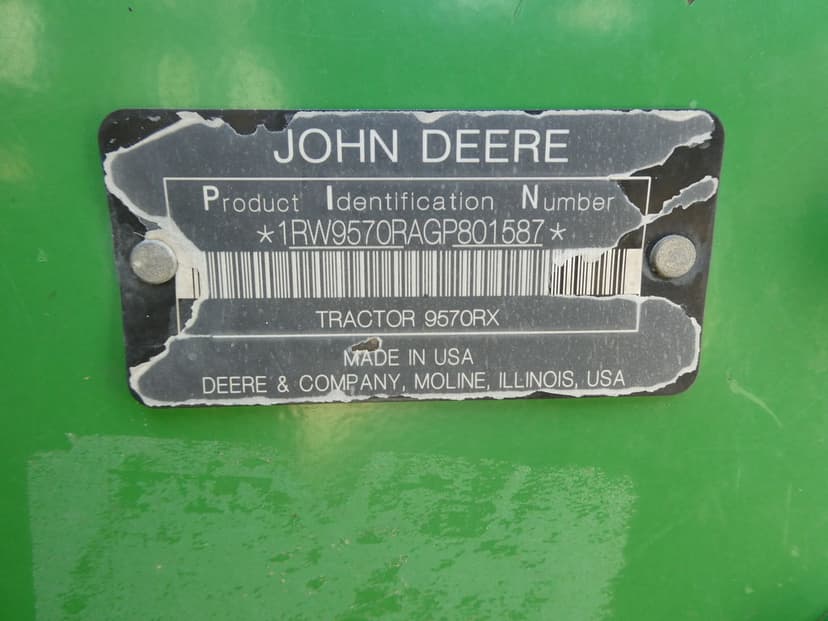 JOHN DEERE
Product Identification Number
*1RW9570RAGP801587*
TRACTOR 9570RX
MADE IN USA
DEERE & COMPANY, MOLINE, ILLINOIS, USA